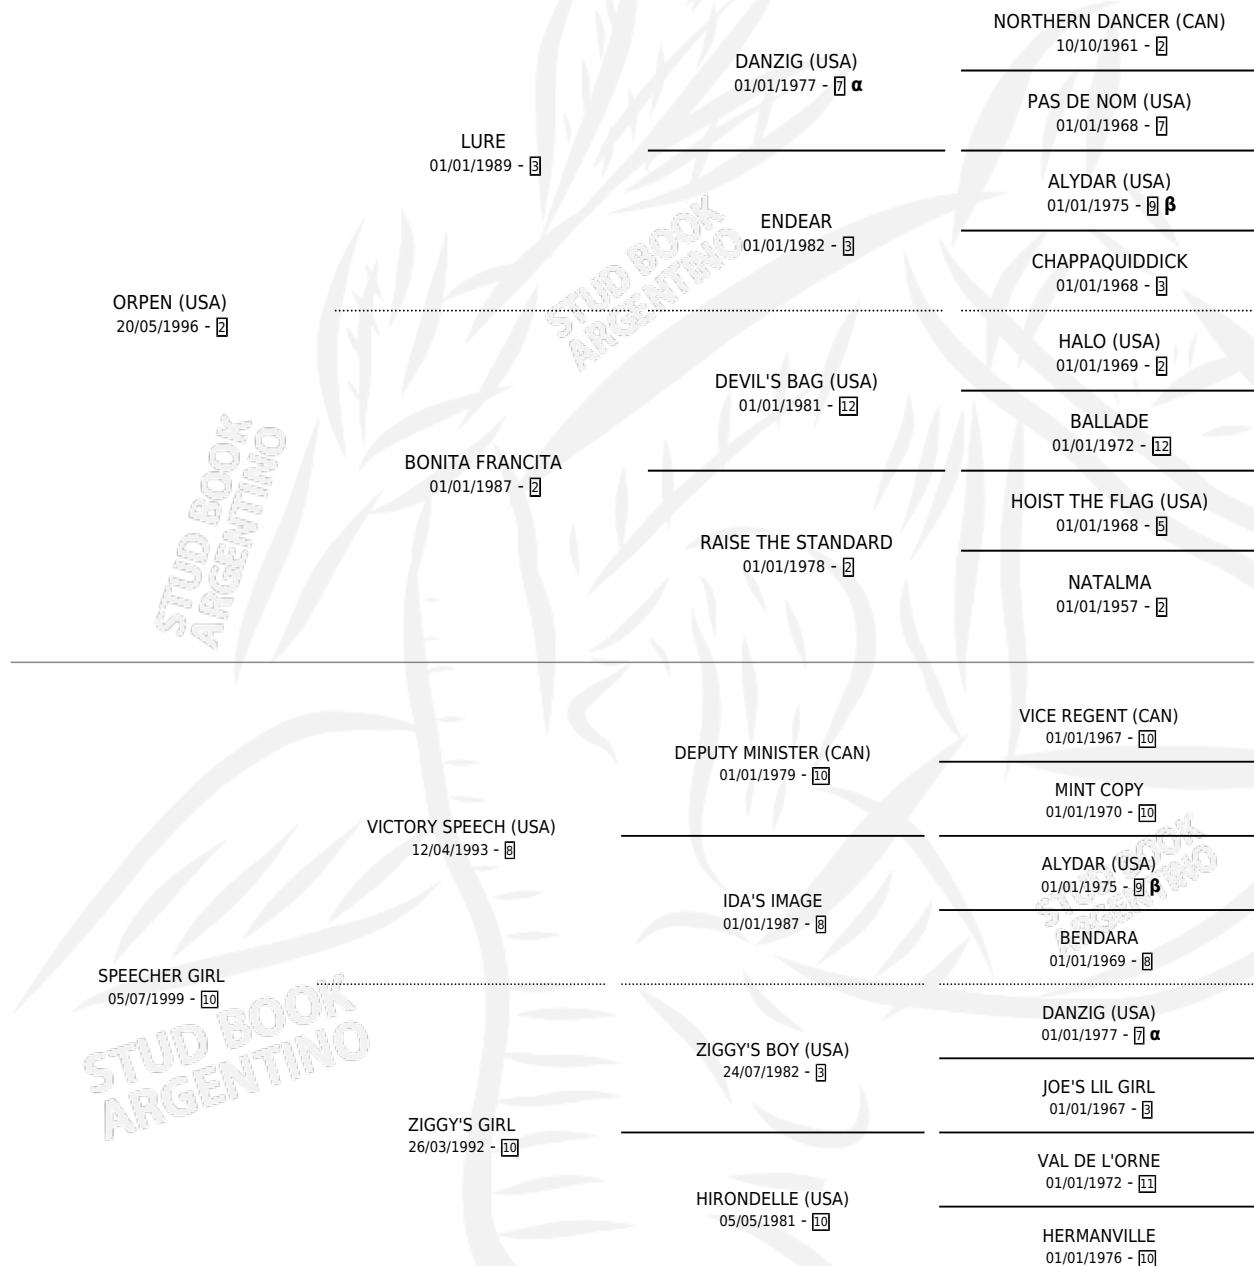 NORTHERN DANCER (CAN)
10/10/1961 - 2
DANZIG (USA)
01/01/1977 - 7 α
PAS DE NOM (USA)
01/01/1968 - 7
LURE
01/01/1989 - 3
ALYDAR (USA)
01/01/1975 - 9 β
ENDEAR
01/01/1982 - 3
CHAPPAQUIDDICK
01/01/1968 - 3
STUD BOOK
ARGENTINO
ORPEN (USA)
20/05/1996 - 2
HALO (USA)
01/01/1969 - 2
DEVIL'S BAG (USA)
01/01/1981 - 12
BALLADE
01/01/1972 - 12
BONITA FRANCITA
01/01/1987 - 2
STUD BOOK
ARGENTINO
HOIST THE FLAG (USA)
01/01/1968 - 5
RAISE THE STANDARD
01/01/1978 - 2
NATALMA
01/01/1957 - 2
VICE REGENT (CAN)
01/01/1967 - 10
DEPUTY MINISTER (CAN)
01/01/1979 - 10
MINT COPY
01/01/1970 - 10
VICTORY SPEECH (USA)
12/04/1993 - 8
ALYDAR (USA)
01/01/1975 - 9 β
STUD BOOK
ARGENTINO
IDA'S IMAGE
01/01/1987 - 8
BENDARA
01/01/1969 - 8
SPEECHER GIRL
05/07/1999 - 10
STUD BOOK
ARGENTINO
DANZIG (USA)
01/01/1977 - 7 α
ZIGGY'S BOY (USA)
24/07/1982 - 3
JOE'S LIL GIRL
01/01/1967 - 3
ZIGGY'S GIRL
26/03/1992 - 10
VAL DE L'ORNE
01/01/1972 - 11
HIRONDELLE (USA)
05/05/1981 - 10
HERMANVILLE
01/01/1976 - 10